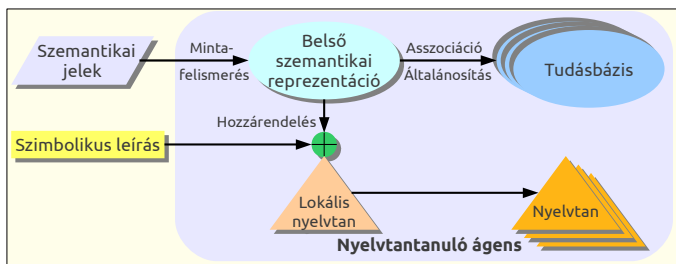 Szemantikai
jelek
Minta-
felismerés
Belső
szemantikai
reprezentáció
Asszociáció
Általánosítás
Tudásbázis
Hozzárendelés
Szimbolikus leírás
Lokális
nyelvtan
Nyelvtan
Nyelvtantanuló ágens